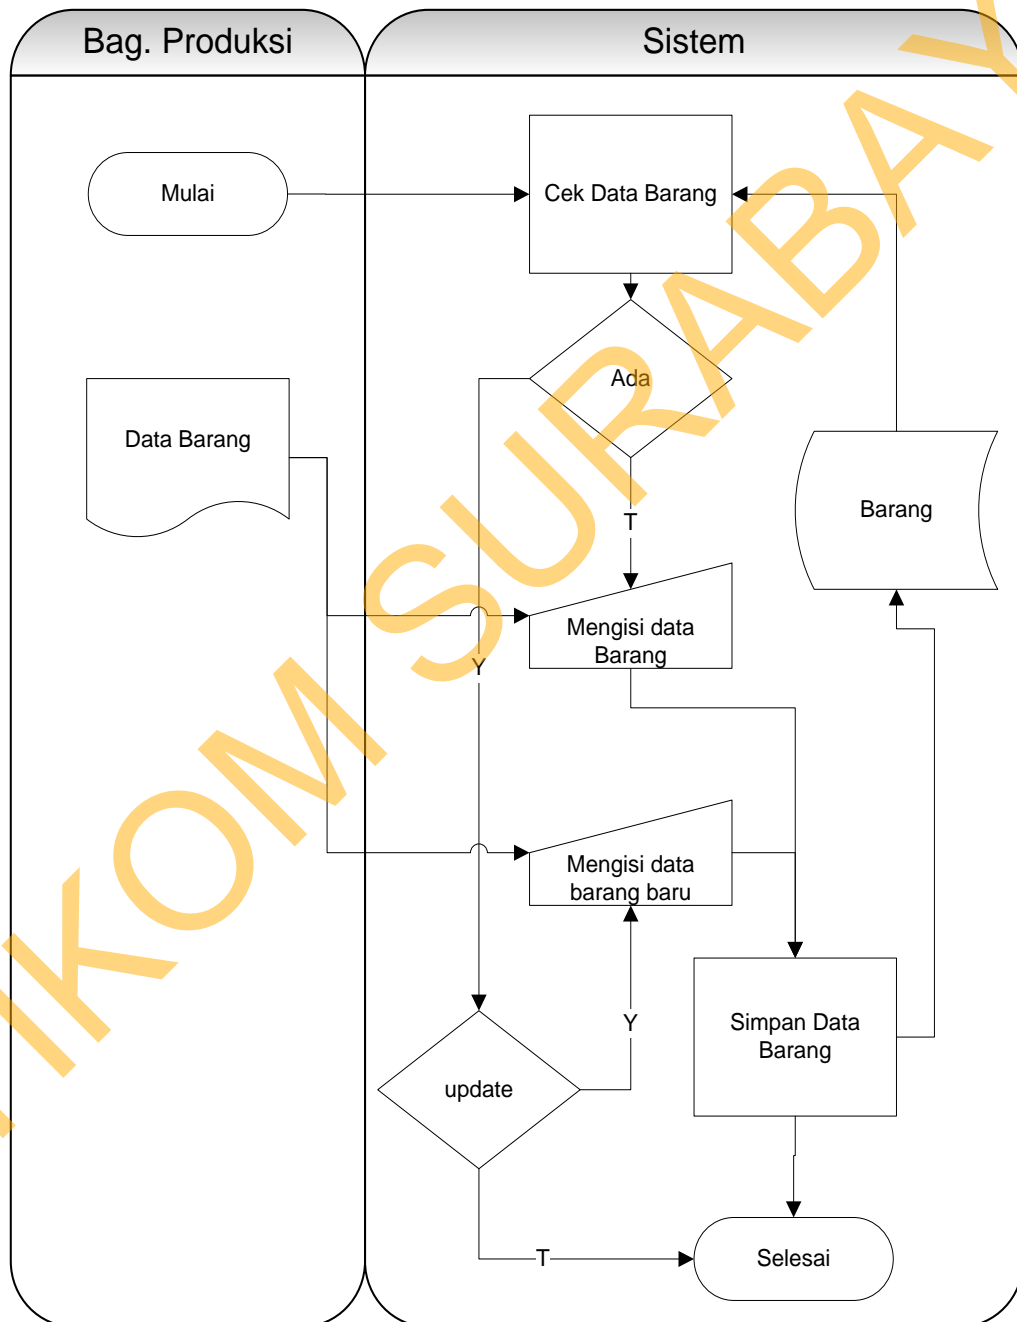 Bag. Produksi
Sistem
Mulai
Cek Data Barang
Ada
Data Barang
Barang
T
Mengisi data
Barang
Y
Mengisi data
barang baru
Simpan Data
Barang
Y
update
T
Selesai
IKOM SURABAY